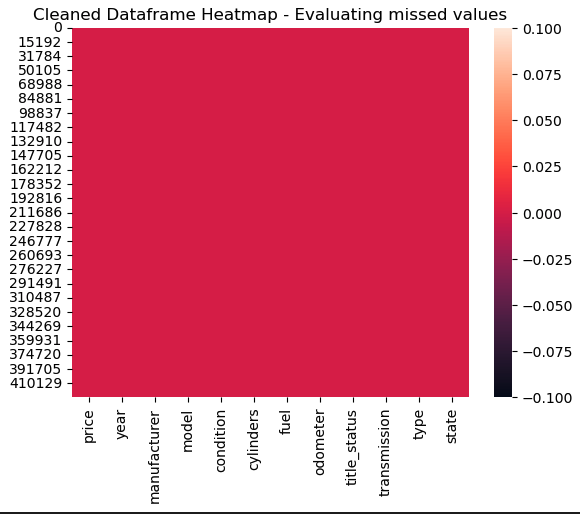 Cleaned Dataframe Heatmap - Evaluating missed values
0
15192
31784
50105
68988
84881
98837
117482
132910
147705
162212
178352
192816
211686
227828
246777
260693
276227
291491
310487
328520
344269
359931
374720
391705
410129
price
year
manufacturer
model
condition
cylinders
fuel
odometer
title_status
transmission
type
state
0.100
0.075
0.050
0.025
0.000
−0.025
−0.050
−0.075
−0.100